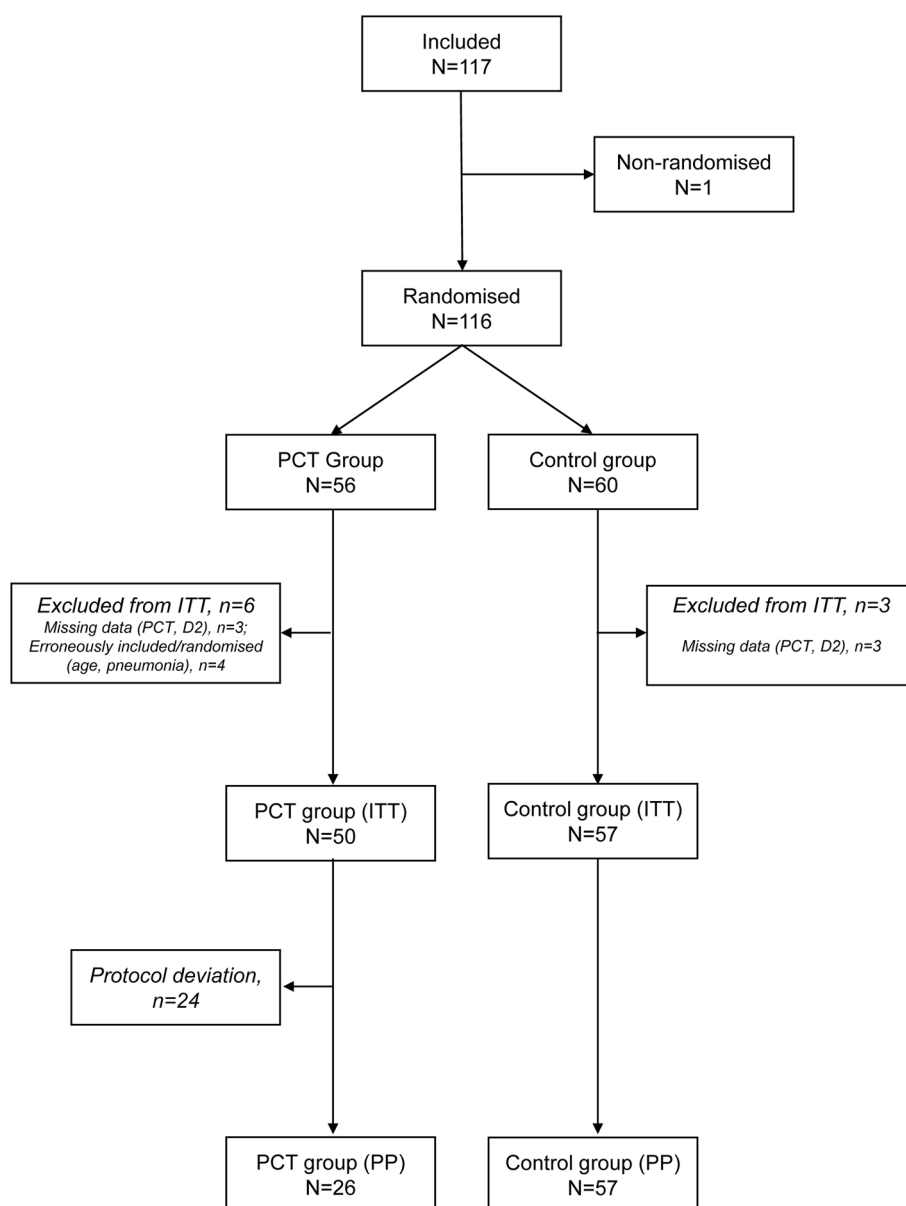 Included
N=117
Non-randomised
N=1
Randomised
N=116
PCT Group
N=56
Control group
N=60
Excluded from ITT, n=6
Missing data (PCT, D2), n=3;
Erroneously included/randomised
(age, pneumonia), n=4
Excluded from ITT, n=3
Missing data (PCT, D2), n=3
PCT group (ITT)
N=50
Control group (ITT)
N=57
Protocol deviation,
n=24
PCT group (PP)
N=26
Control group (PP)
N=57